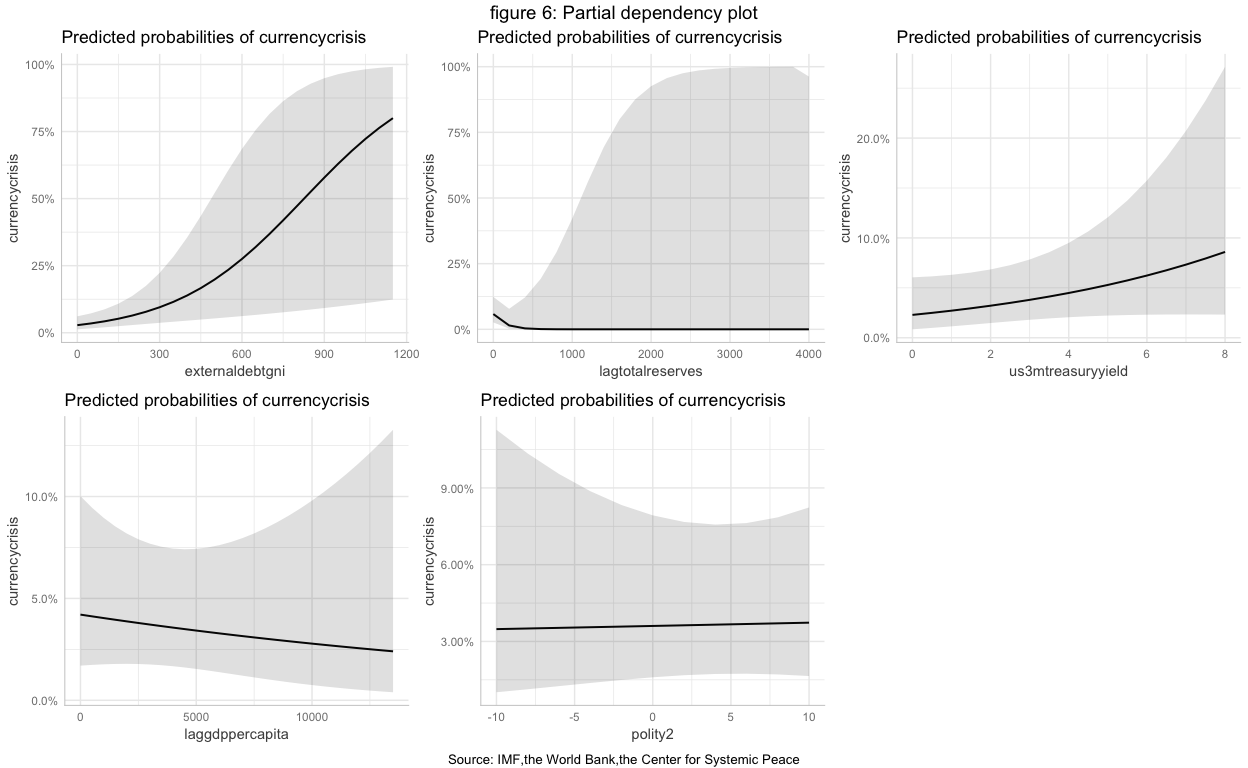 figure 6: Partial dependency plot
Predicted probabilities of currencycrisis
100%
75%
50%
25%
0%
currencycrisis
0 300 600 900 1200
externaldebtgni
Predicted probabilities of currencycrisis
100%
75%
50%
25%
0%
currencycrisis
0 1000 2000 3000 4000
lagtotalreserves
Predicted probabilities of currencycrisis
20.0%
10.0%
0.0%
currencycrisis
0 2 4 6 8
us3mtreasuryyield
Predicted probabilities of currencycrisis
10.0%
5.0%
0.0%
currencycrisis
0 5000 10000
laggdppercapita
Predicted probabilities of currencycrisis
9.00%
6.00%
3.00%
currencycrisis
-10 -5 0 5 10
polity2
Source: IMF,the World Bank,the Center for Systemic Peace